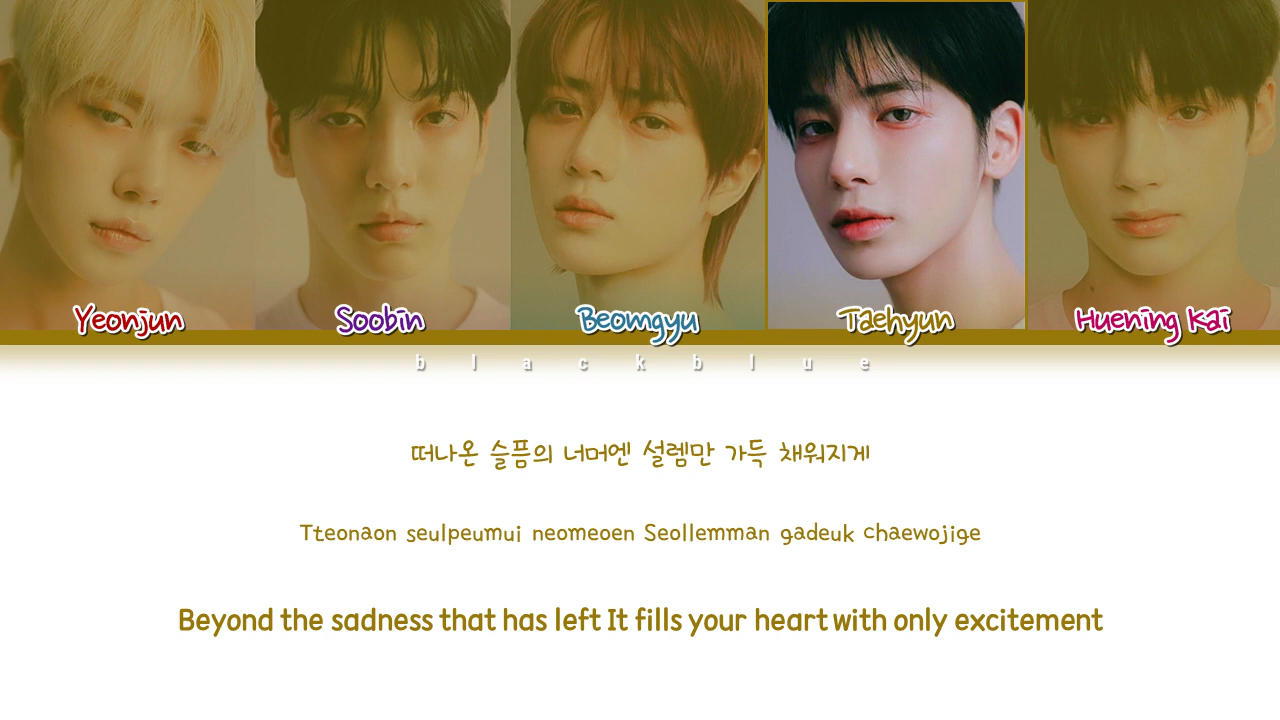 Yeonjun Soobin Beomgyu Taehyun Huening Kai
blackblue
떠나온 슬픔의 너머엔 설렘만 가득 채워지게
Tteonaon seulpeumui neomeoen Seollemman gadeuk chaewojige
Beyond the sadness that has left It fills your heart with only excitement